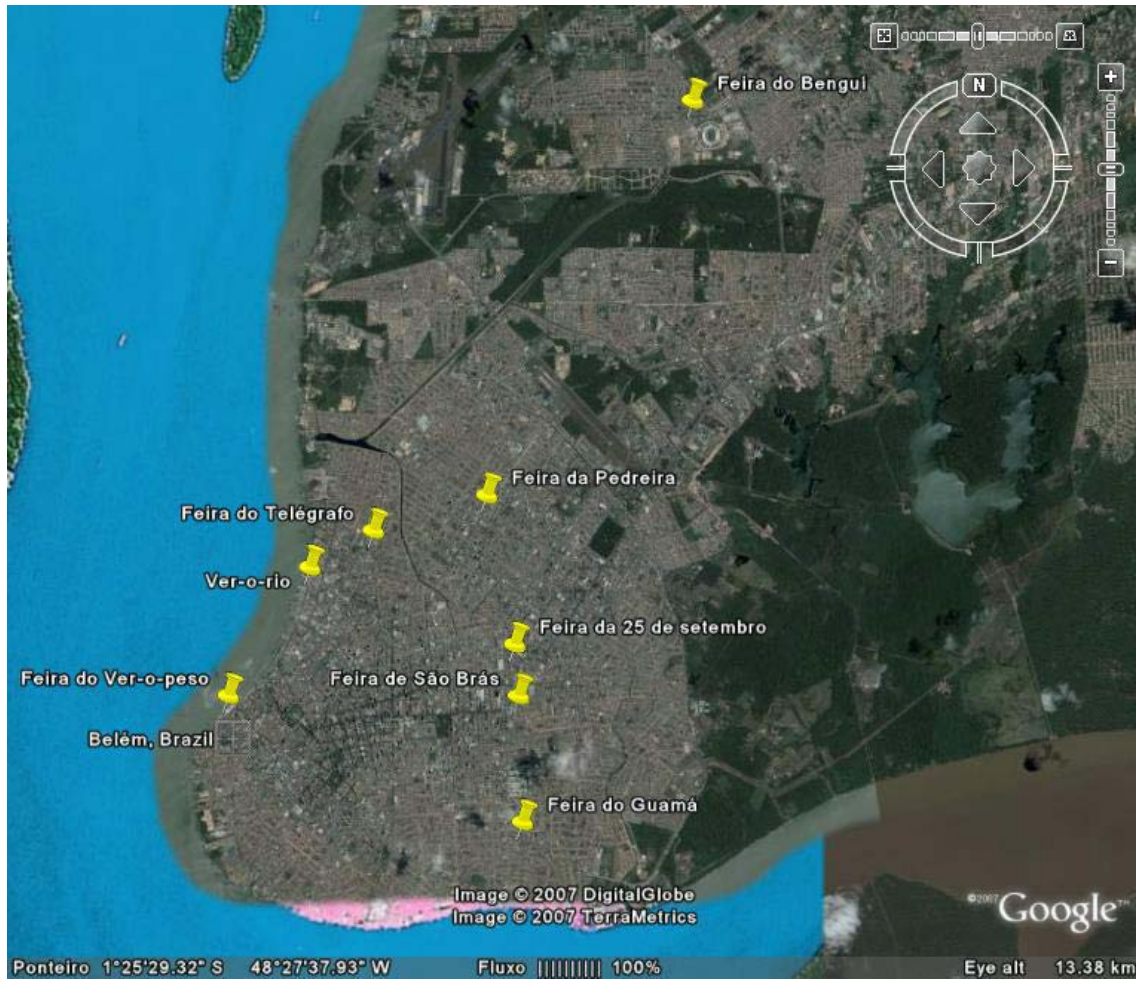 Feira do Bengui
N
Feira da Pedreira
Feira do Telégrafo
Ver-o-rio
Feira da 25 de setembro
Feira do Ver-o-peso
Feira de São Brás
Belém, Brazil
Feira do Guamá
Image © 2007 DigitalGlobe
Image © 2007 TerraMetrics
©2007 Google™
Ponteiro 1°25'29.32" S 48°27'37.93" W Fluxo |||||||||| 100% Eye alt 13.38 km